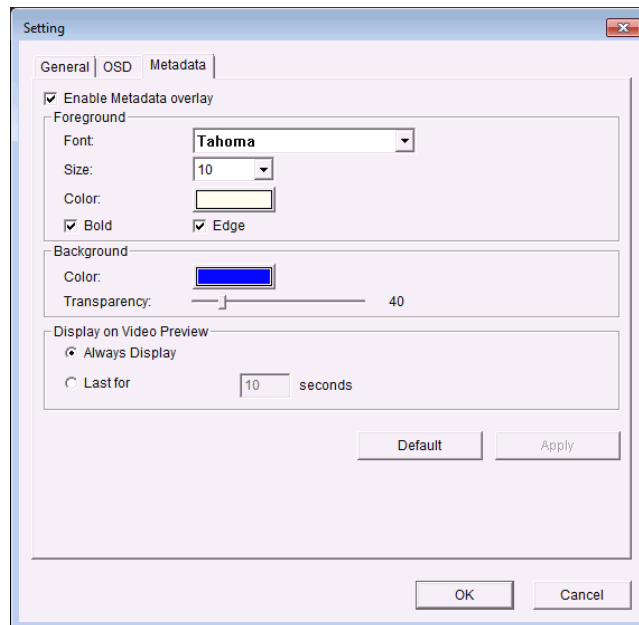 Setting
General OSD Metadata
Enable Metadata overlay
Foreground
Font: Tahoma
Size: 10
Color:
Bold Edge
Background
Color:
Transparency: 40
Display on Video Preview
Always Display
Last for 10 seconds
Default Apply
OK Cancel